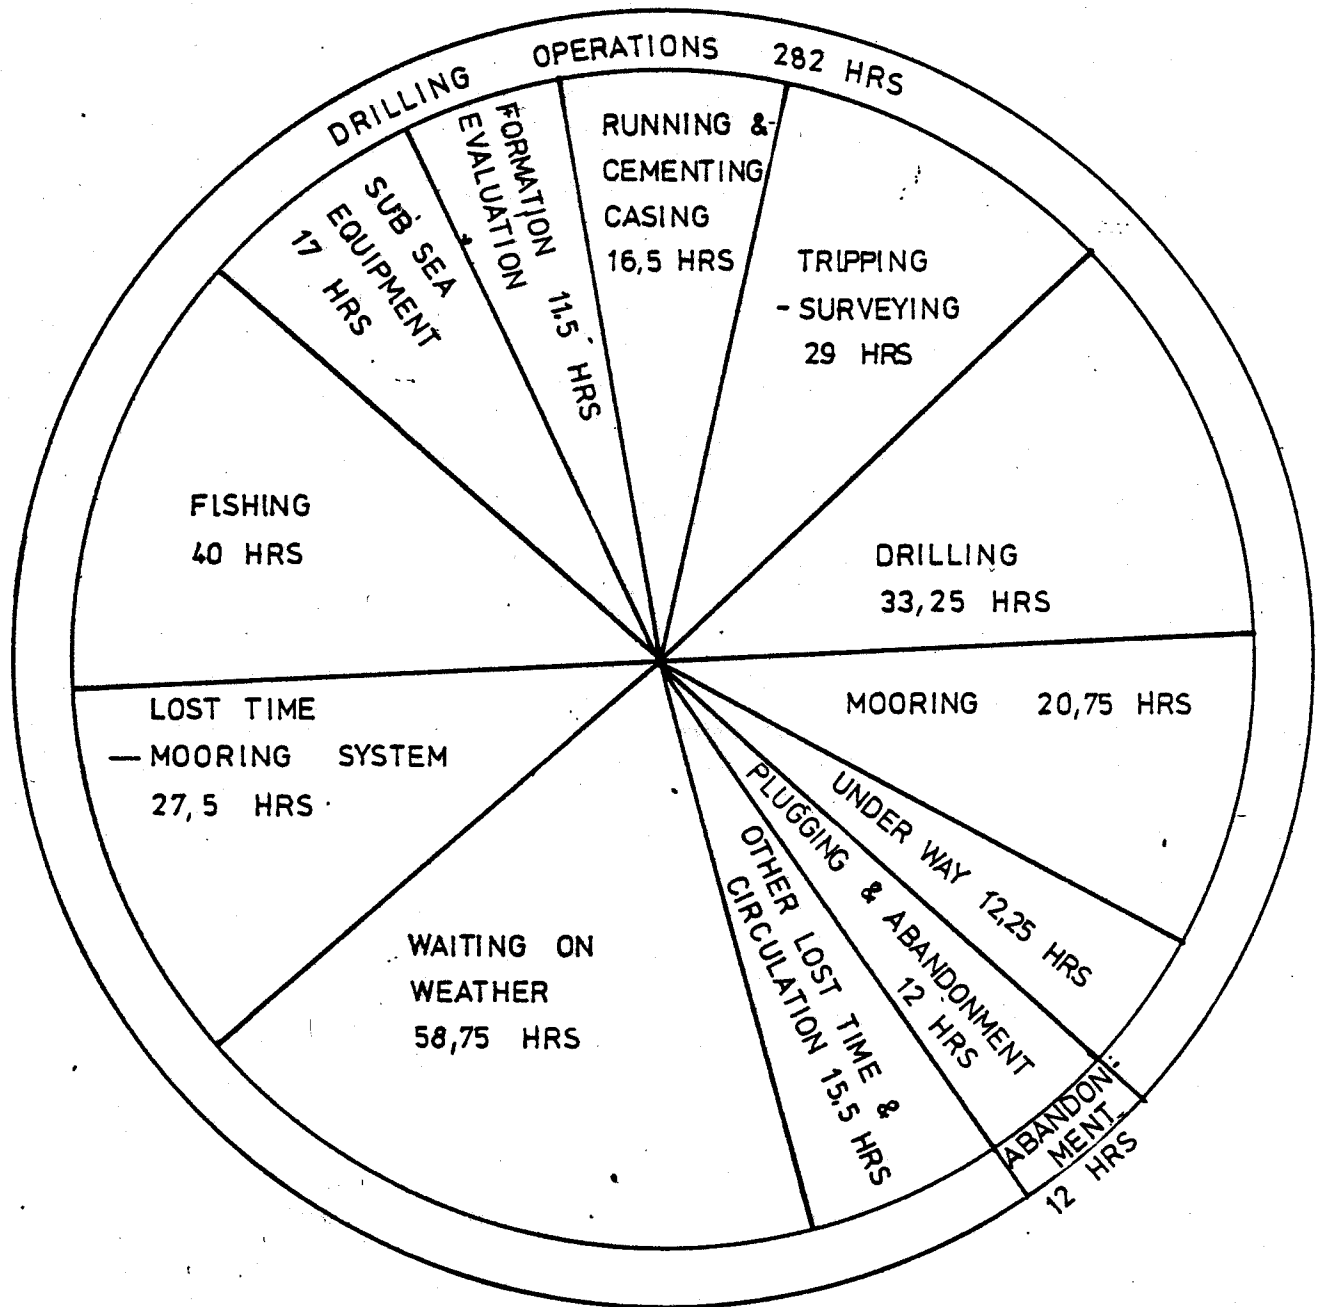 DRILLING OPERATIONS 282 HRS
SUB SEA
EQUIPMENT
17 HRS
FORMATION 11.5 HRS
EVALUATION
RUNNING &
CEMENTING
CASING
16,5 HRS
TRIPPING
- SURVEYING
29 HRS
FISHING
40 HRS
DRILLING
33,25 HRS
LOST TIME
— MOORING SYSTEM
27,5 HRS
MOORING 20,75 HRS
UNDER WAY 12,25 HRS
PLUGGING & ABANDONMENT
12 HRS
OTHER LOST TIME &
CIRCULATION 15,5 HRS
WAITING ON
WEATHER
58,75 HRS
ABANDON-
MENT
12 HRS